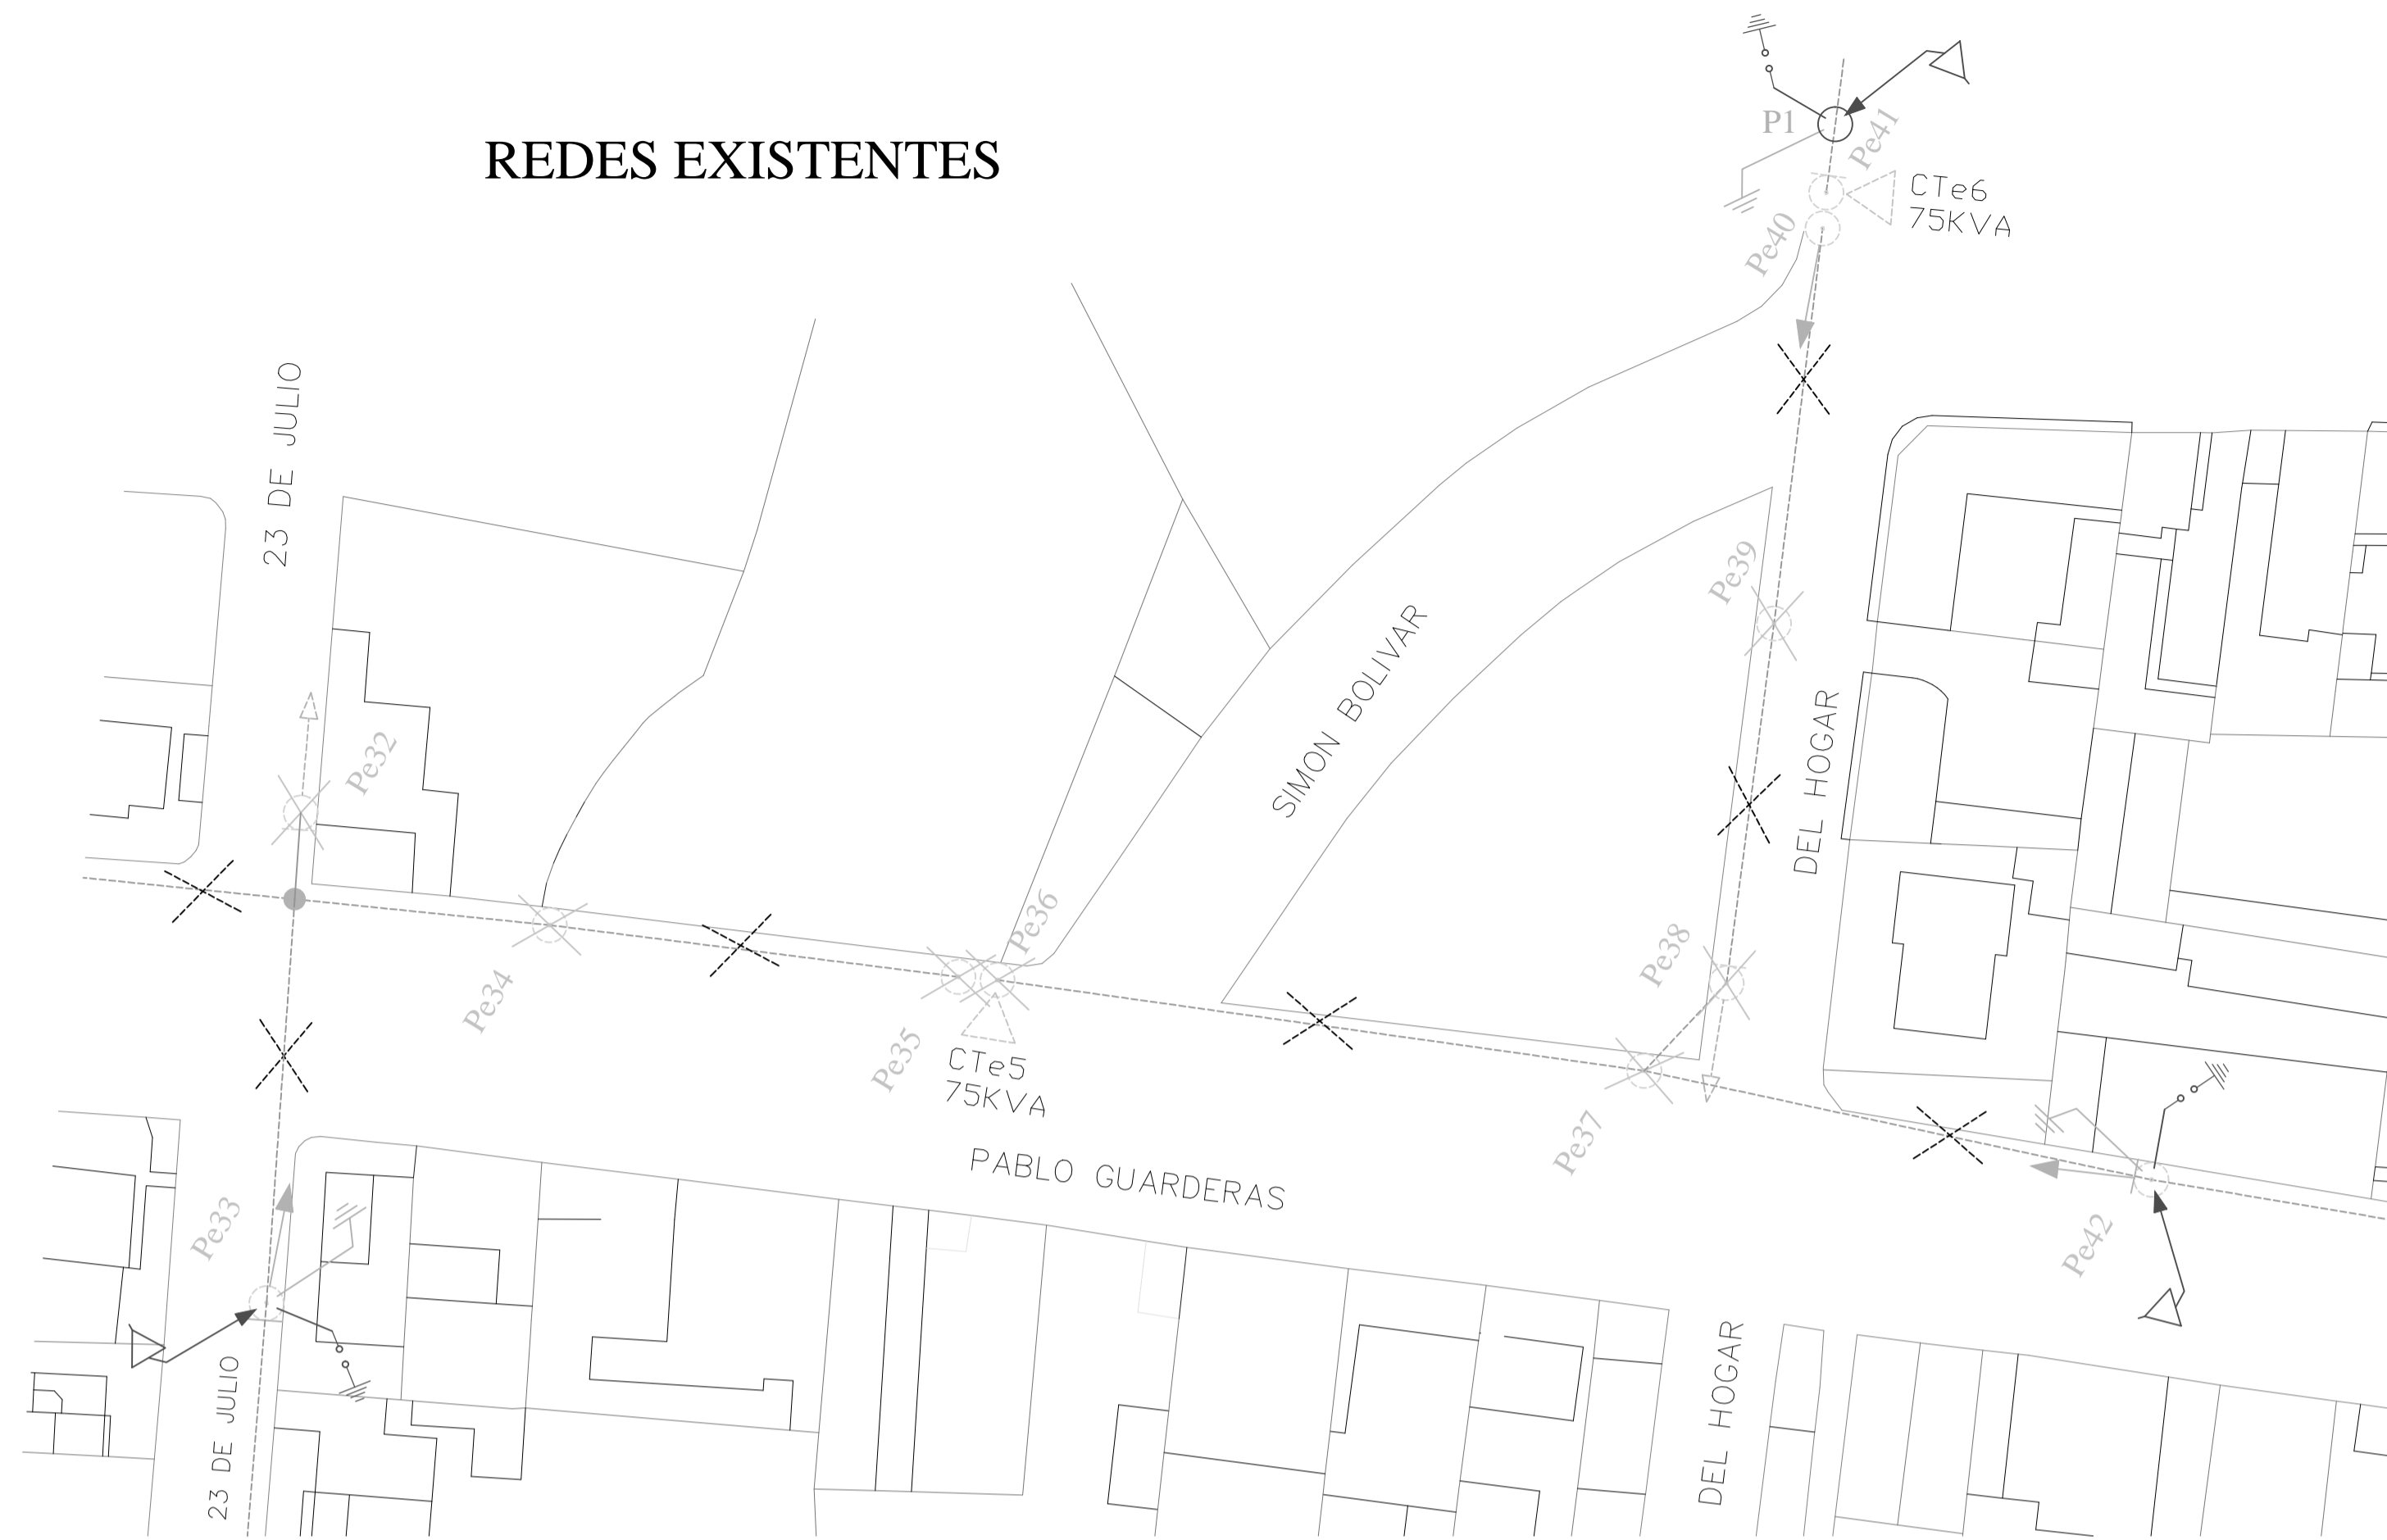 REDES EXISTENTES
P1
Pe41
CTe6
75KVA
Pe40
23 DE JULIO
Pe39
SIMON BOLIVAR
DEL HOGAR
Pe32
Pe36
Pe38
Pe34
Pe35
CTe5
75KVA
Pe37
PABLO GUARDERAS
Pe33
Pe42
23 DE JULIO
DEL HOGAR